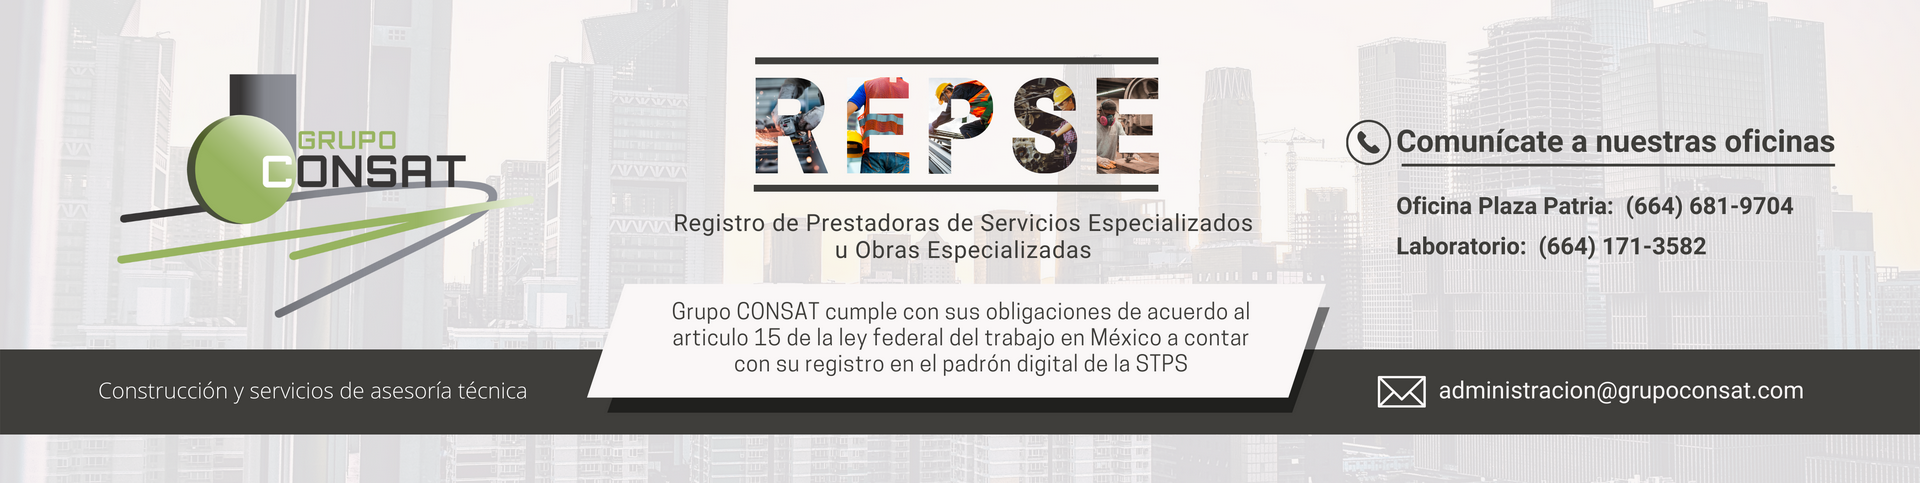 GRUPO
CONSAT
Construcción y servicios de asesoría técnica
REPSE
Registro de Prestadoras de Servicios Especializados
u Obras Especializadas
Grupo CONSAT cumple con sus obligaciones de acuerdo al
articulo 15 de la ley federal del trabajo en México a contar
con su registro en el padrón digital de la STPS
Comunícate a nuestras oficinas
Oficina Plaza Patria: (664) 681-9704
Laboratorio: (664) 171-3582
administracion@grupoconsat.com